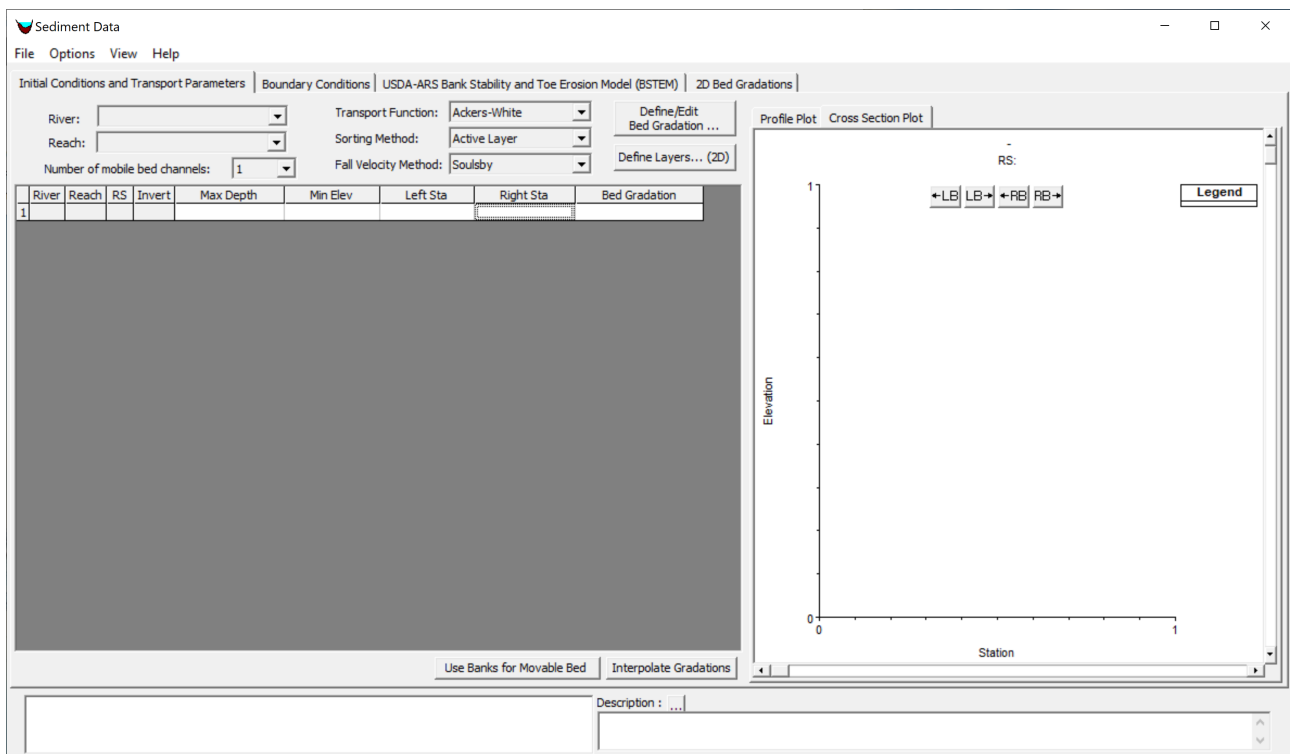 Sediment Data
File Options View Help
Initial Conditions and Transport Parameters Boundary Conditions USDA-ARS Bank Stability and Toe Erosion Model (BSTEM) 2D Bed Gradations
River:
Reach:
Number of mobile bed channels: 1
Transport Function: Ackers-White
Sorting Method: Active Layer
Fall Velocity Method: Soulsby
Define/Edit
Bed Gradation ...
Define Layers... (2D)
River Reach RS Invert Max Depth Min Elev Left Sta Right Sta Bed Gradation
1
Use Banks for Movable Bed Interpolate Gradations
Profile Plot Cross Section Plot
-
RS:
←LB LB→ ←RB RB→
Legend
1
Elevation
0
0 1
Station
Description : ...